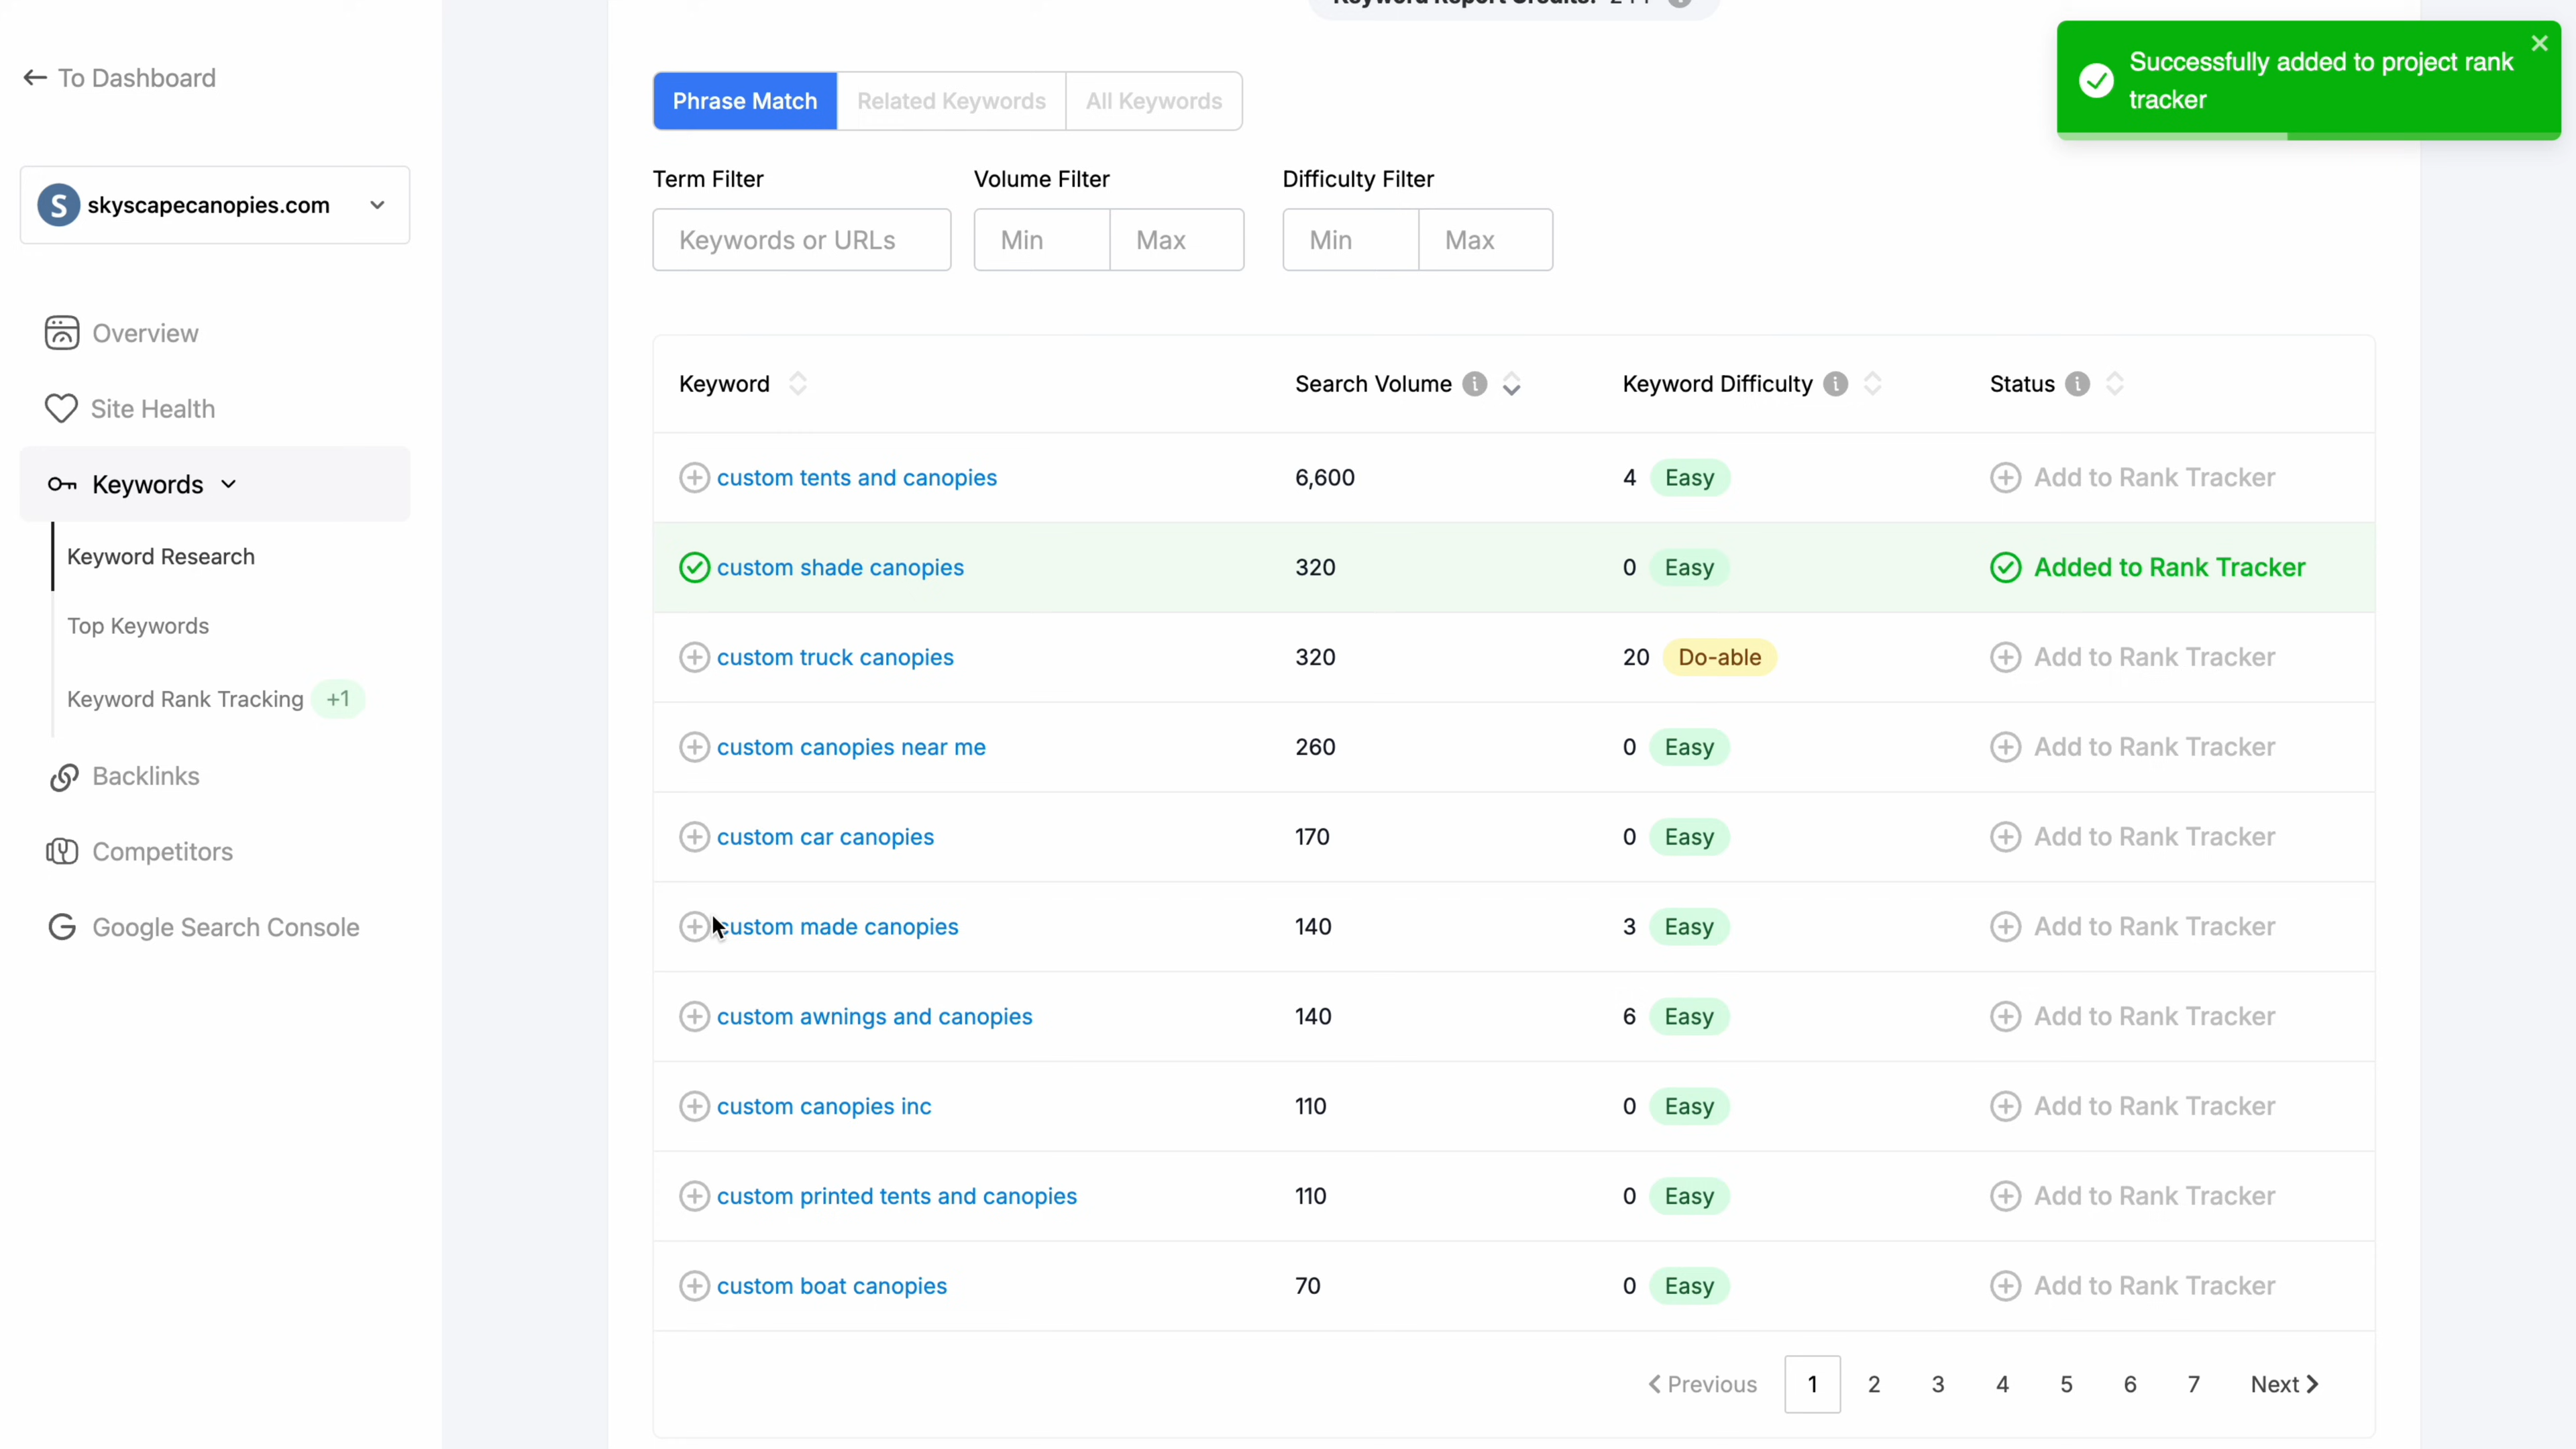 Keyword Report Credits:
Successfully added to project rank
tracker
To Dashboard
Phrase Match Related Keywords All Keywords
S skyscapecanopies.com
Term Filter Volume Filter Difficulty Filter
Keywords or URLs Min Max Min Max
Overview
Site Health
Keywords
Keyword Research
Top Keywords
Keyword Rank Tracking +1
Backlinks
Competitors
Google Search Console
Keyword Search Volume Keyword Difficulty Status
custom tents and canopies 6,600 4 Easy Add to Rank Tracker
custom shade canopies 320 0 Easy Added to Rank Tracker
custom truck canopies 320 20 Do-able Add to Rank Tracker
custom canopies near me 260 0 Easy Add to Rank Tracker
custom car canopies 170 0 Easy Add to Rank Tracker
custom made canopies 140 3 Easy Add to Rank Tracker
custom awnings and canopies 140 6 Easy Add to Rank Tracker
custom canopies inc 110 0 Easy Add to Rank Tracker
custom printed tents and canopies 110 0 Easy Add to Rank Tracker
custom boat canopies 70 0 Easy Add to Rank Tracker
Previous 1 2 3 4 5 6 7 Next